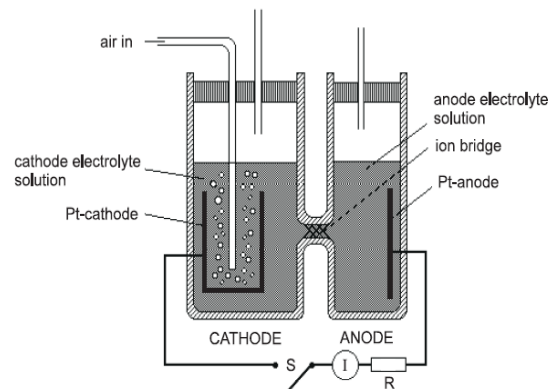 air in
cathode electrolyte
solution
Pt-cathode
anode electrolyte
solution
ion bridge
Pt-anode
CATHODE
ANODE
S
I
R